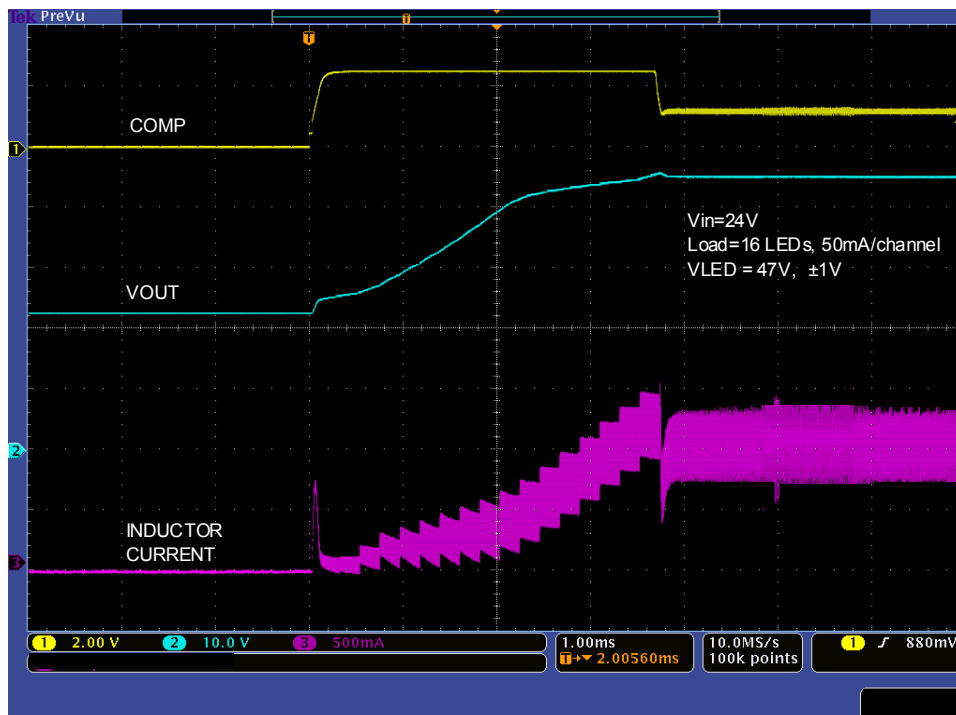 Tek PreVu
T
T
COMP
1
Vin=24V
Load=16 LEDs, 50mA/channel
VLED = 47V, ±1V
VOUT
2
INDUCTOR
CURRENT
3
1 2.00 V 2 10.0 V 3 500mA 1.00ms 10.0MS/s 1 880mV
T→▼ 2.00560ms 100k points